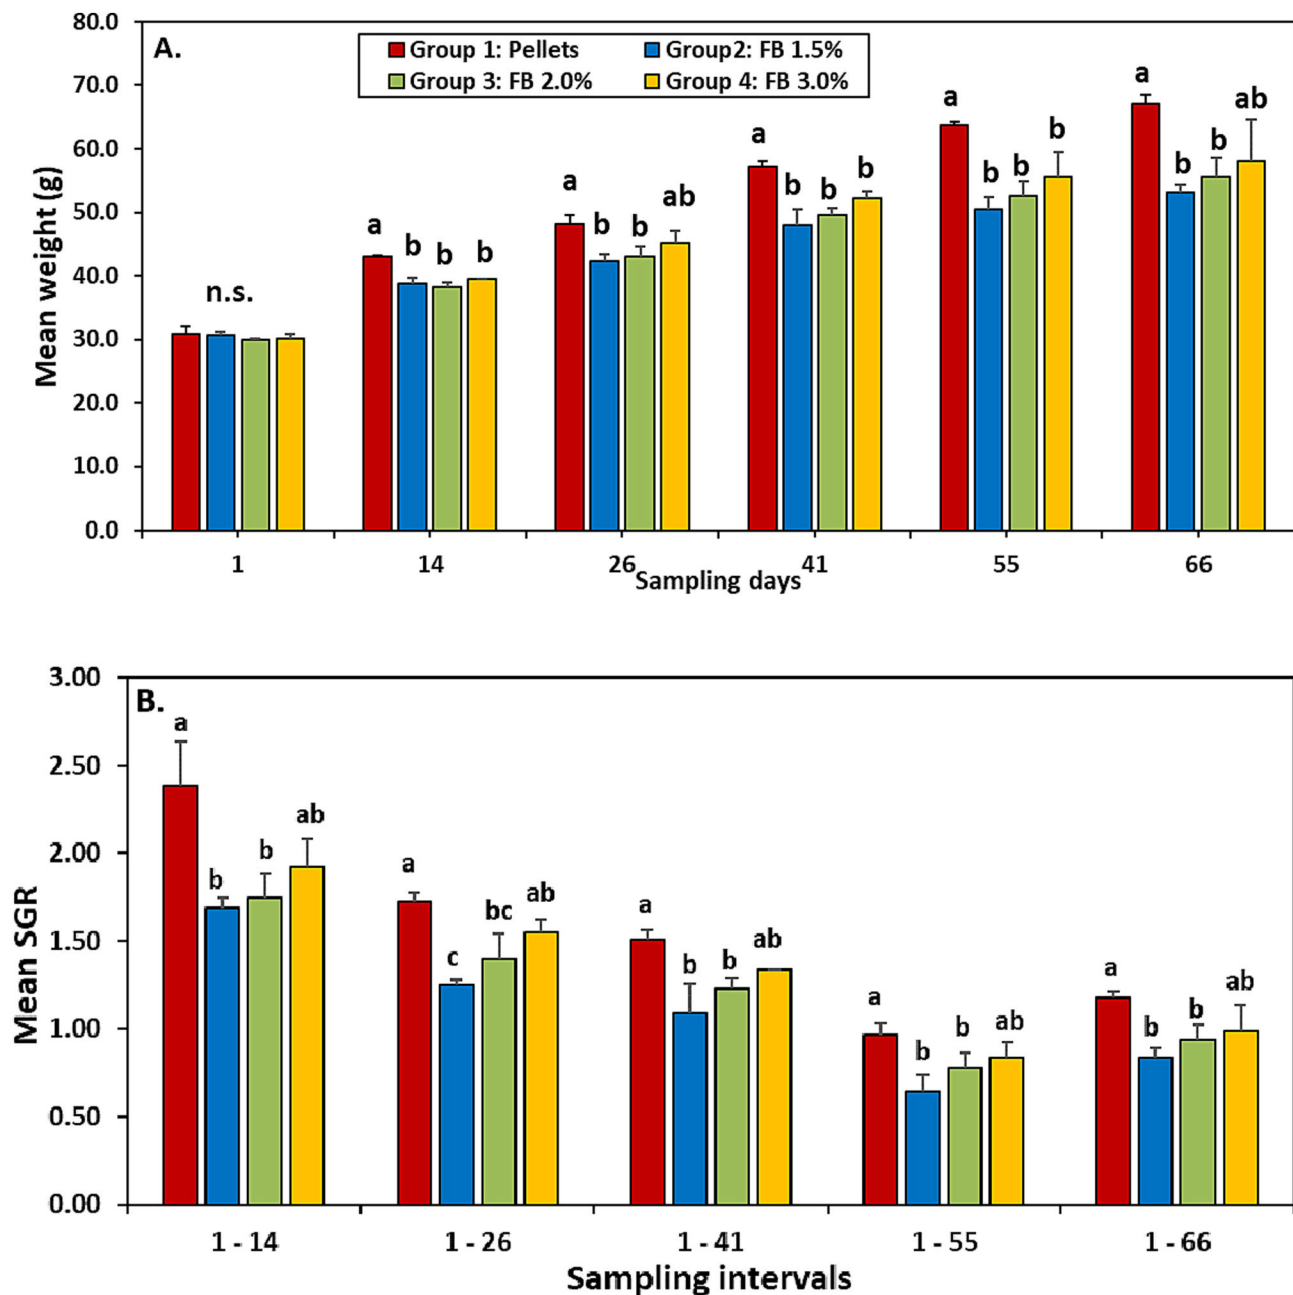 A.
Group 1: Pellets Group2: FB 1.5%
Group 3: FB 2.0% Group 4: FB 3.0%
80.0
70.0
60.0
50.0
40.0
30.0
20.0
10.0
0.0
Mean weight (g)
n.s.
a b b b
a b b ab
a b b b
a b b b
a b b ab
1 14 26 41 55 66
Sampling days
B.
3.00
2.50
2.00
1.50
1.00
0.50
0.00
Mean SGR
a b b ab
a c bc ab
a b b ab
a b b ab
a b b ab
1 - 14 1 - 26 1 - 41 1 - 55 1 - 66
Sampling intervals